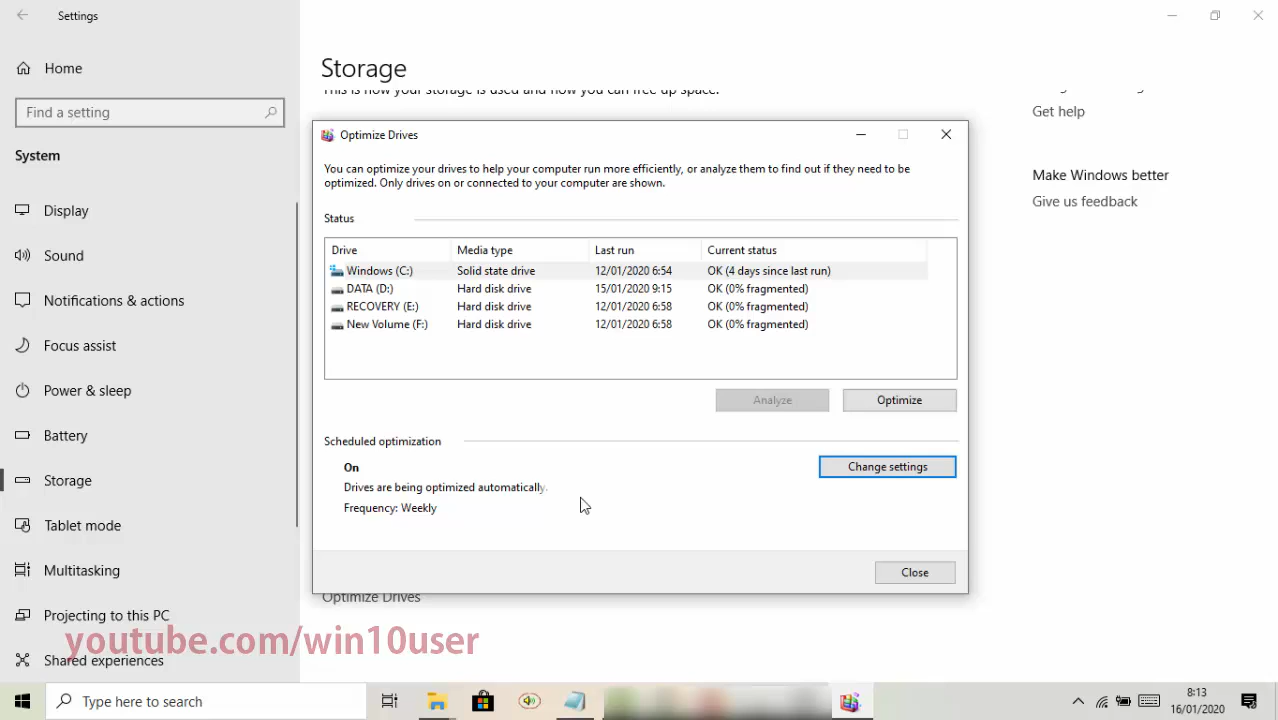 Settings
Home
Find a setting
System
Display
Sound
Notifications & actions
Focus assist
Power & sleep
Battery
Storage
Tablet mode
Multitasking
Projecting to this PC
Shared experiences
youtube.com/win10user
Storage
This is how your storage is used and how you can free up space.
Optimize Drives
You can optimize your drives to help your computer run more efficiently, or analyze them to find out if they need to be
optimized. Only drives on or connected to your computer are shown.
Status
Drive Media type Last run Current status
Windows (C:) Solid state drive 12/01/2020 6:54 OK (4 days since last run)
DATA (D:) Hard disk drive 15/01/2020 9:15 OK (0% fragmented)
RECOVERY (E:) Hard disk drive 12/01/2020 6:58 OK (0% fragmented)
New Volume (F:) Hard disk drive 12/01/2020 6:58 OK (0% fragmented)
Analyze Optimize
Scheduled optimization
On
Change settings
Drives are being optimized automatically.
Frequency: Weekly
Close
Optimize Drives
Get help
Make Windows better
Give us feedback
Type here to search
8:13
16/01/2020